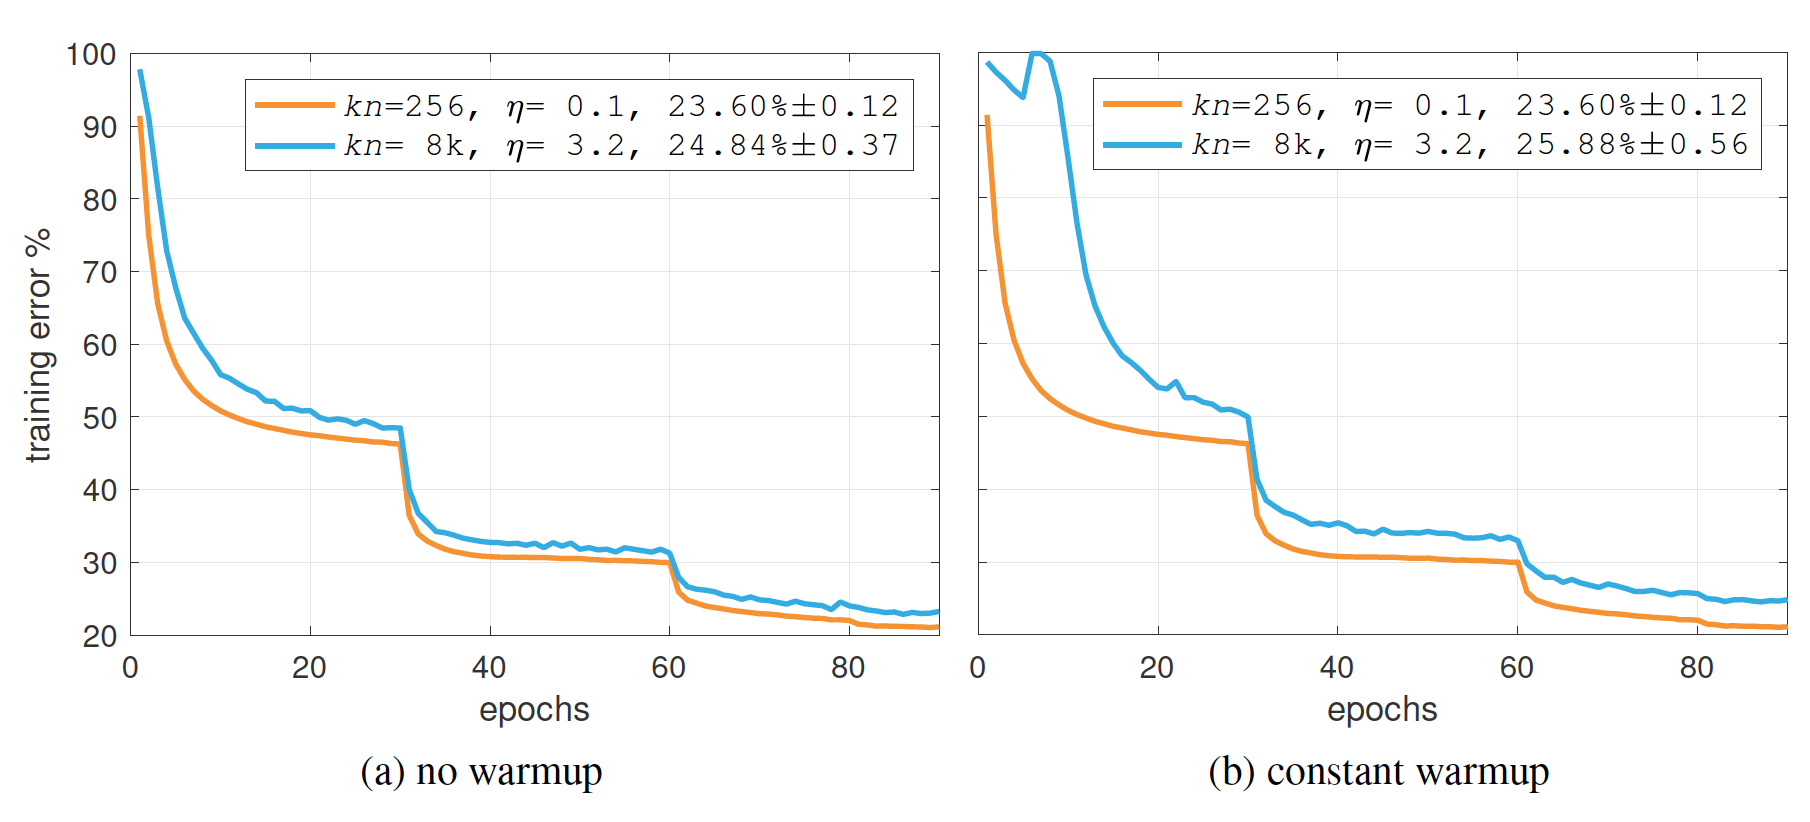 training error %
100
90
80
70
60
50
40
30
20
kn=256, η= 0.1, 23.60%±0.12
kn= 8k, η= 3.2, 24.84%±0.37
0 20 40 60 80
epochs
(a) no warmup
kn=256, η= 0.1, 23.60%±0.12
kn= 8k, η= 3.2, 25.88%±0.56
0 20 40 60 80
epochs
(b) constant warmup